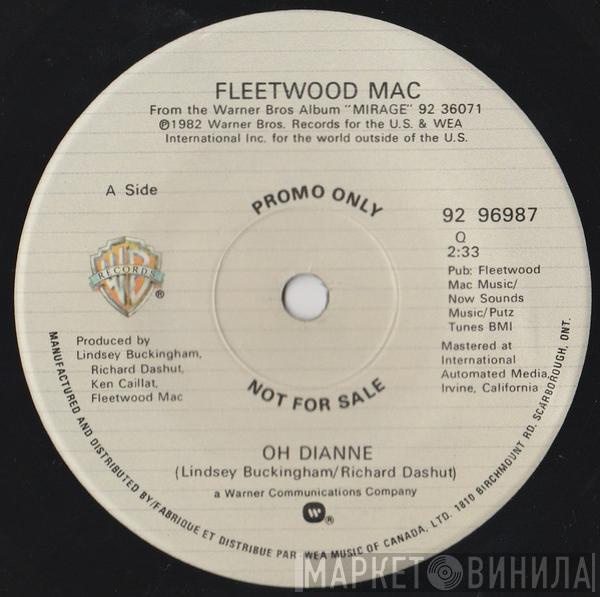 FLEETWOOD MAC
From the Warner Bros Album "MIRAGE" 92 36071
℗1982 Warner Bros. Records for the U.S. & WEA
International Inc. for the world outside of the U.S.
A Side
PROMO ONLY
92 96987
Q
2:33
Pub: Fleetwood
Mac Music/
Now Sounds
Music/Putz
Tunes BMI
Mastered at
International
Automated Media,
Irvine, California
RECORDS
®
Produced by
Lindsey Buckingham,
Richard Dashut,
Ken Caillat,
Fleetwood Mac
NOT FOR SALE
OH DIANNE
(Lindsey Buckingham/Richard Dashut)
a Warner Communications Company
®
MANUFACTURED AND DISTRIBUTED BY/FABRIQUE ET DISTRIBUE PAR WEA MUSIC OF CANADA, LTD. 1810 BIRCHMOUNT RD. SCARBOROUGH, ONT.
МАРКЕТ ВИНИЛА